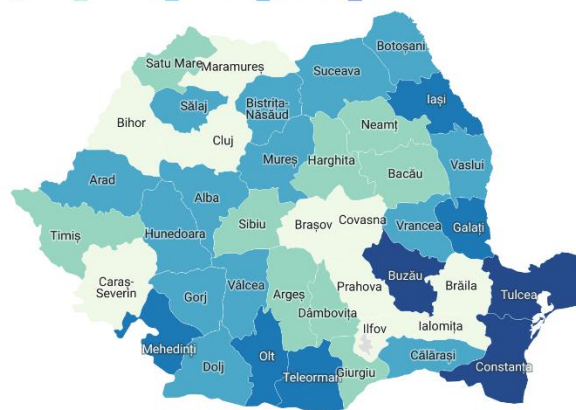 Botoșani
Satu Mare
Maramureș
Suceava
Iași
Sălaj
Bistrița-
Năsăud
Bihor
Cluj
Neamț
Mureș
Harghita
Bacău
Vaslui
Arad
Alba
Timiș
Hunedoara
Sibiu
Brașov
Covasna
Vrancea
Galați
Caraș-
Severin
Buzău
Gorj
Vâlcea
Argeș
Prahova
Brăila
Tulcea
Dâmbovița
Ilfov
Ialomița
Mehedinți
Dolj
Olt
Teleorman
Giurgiu
Călărași
Constanța